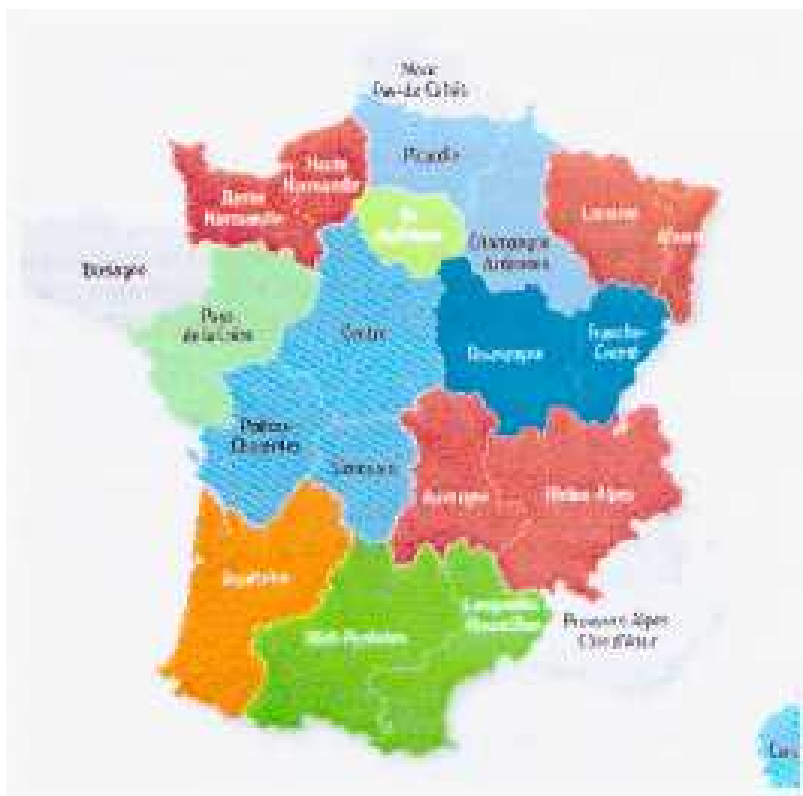 Nord
Pas-de-Calais
Picardie
Haute
Normandie
Basse
Normandie
Lorraine
Alsace
Champagne
Ardennes
Bretagne
Pays
de la Loire
Centre
Bourgogne
Franche-
Comté
Poitou-
Charentes
Limousin
Auvergne
Rhône-Alpes
Aquitaine
Midi-Pyrénées
Languedoc
Roussillon
Provence Alpes
Côte d'Azur